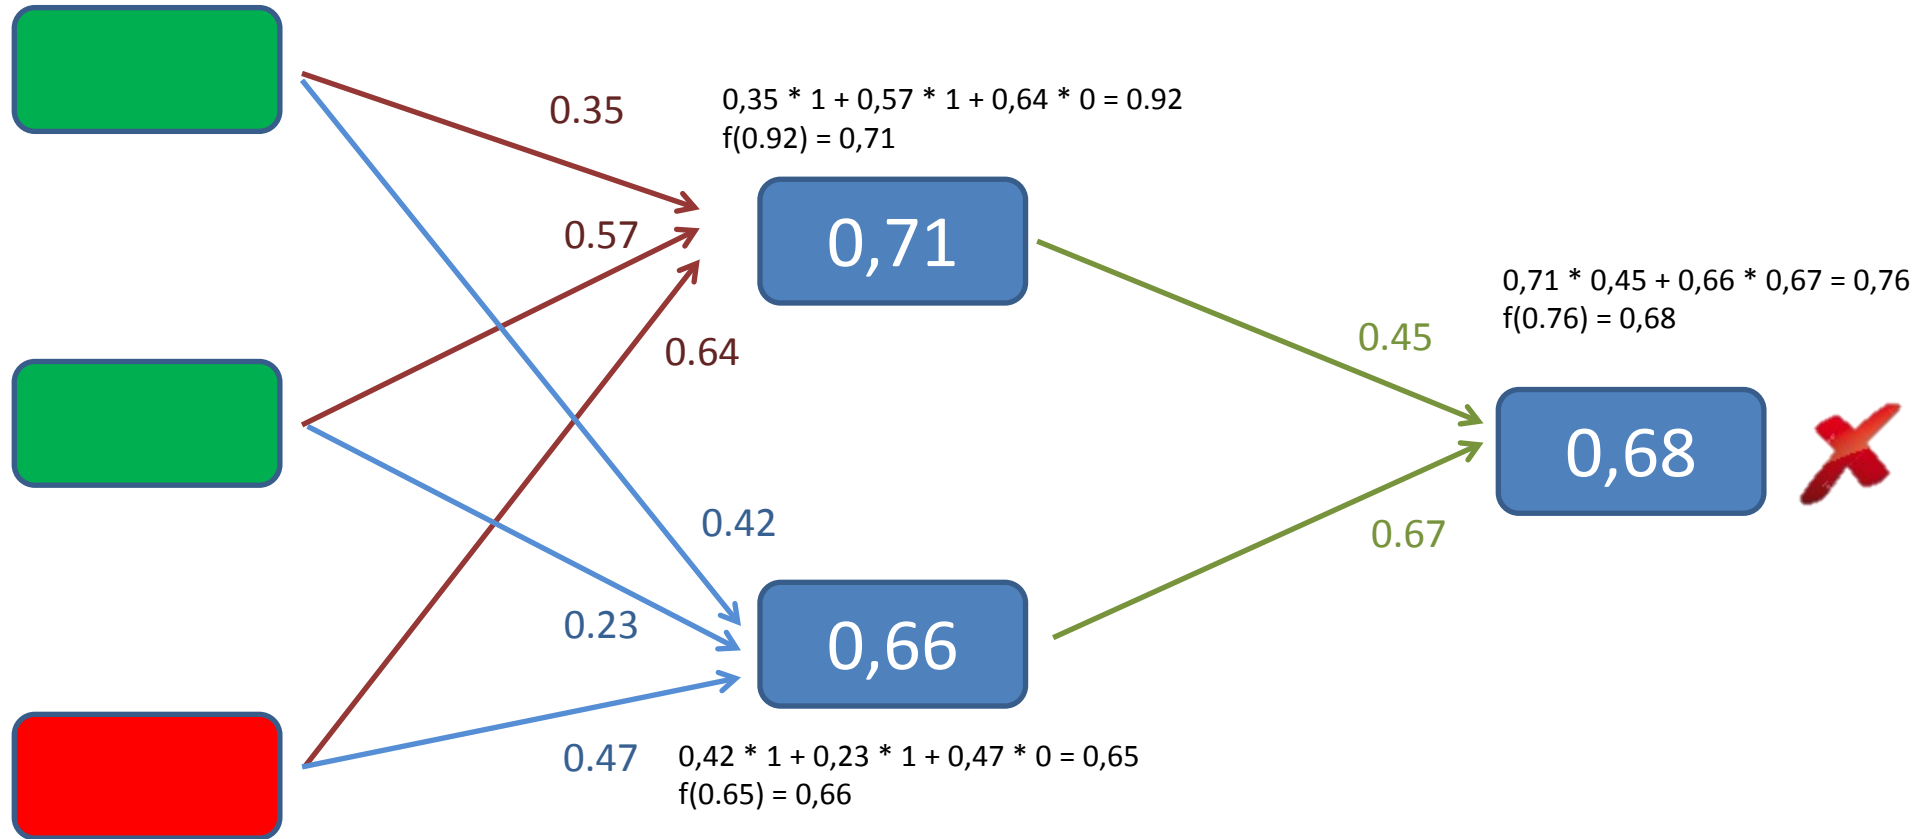 0.35
0,35 * 1 + 0,57 * 1 + 0,64 * 0 = 0.92
f(0.92) = 0,71
0.57
0,71
0.64
0,71 * 0,45 + 0,66 * 0,67 = 0,76
f(0.76) = 0,68
0.45
0,68
0.42
0.67
0.23
0,66
0.47
0,42 * 1 + 0,23 * 1 + 0,47 * 0 = 0,65
f(0.65) = 0,66